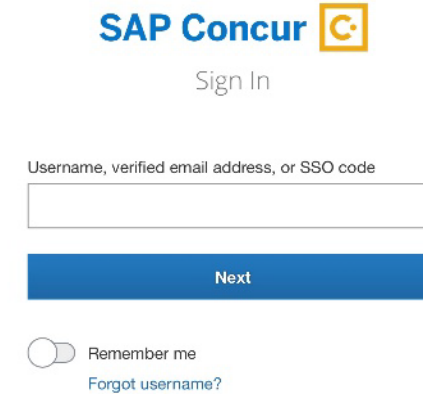 SAP Concur C.
Sign In
Username, verified email address, or SSO code
Next
Remember me
Forgot username?